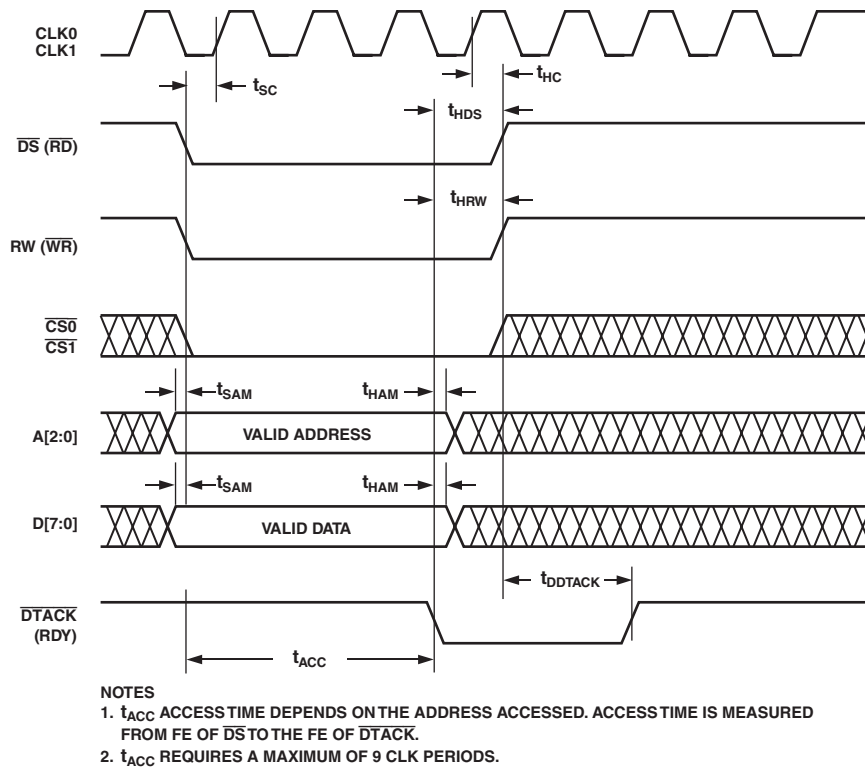 CLK0
CLK1
tSC
tHC
tHDS
DS (RD)
tHRW
RW (WR)
CS0
CS1
tSAM
tHAM
A[2:0]
VALID ADDRESS
tSAM
tHAM
D[7:0]
VALID DATA
tDDTACK
DTACK
(RDY)
tACC
NOTES
1. tACC ACCESS TIME DEPENDS ON THE ADDRESS ACCESSED. ACCESS TIME IS MEASURED
FROM FE OF DS TO THE FE OF DTACK.
2. tACC REQUIRES A MAXIMUM OF 9 CLK PERIODS.